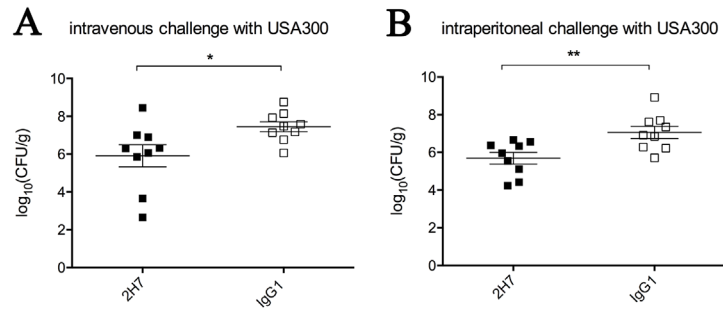 A
intravenous challenge with USA300
*
10
8
6
4
2
0
log10(CFU/g)
2H7
IgG1
B
intraperitoneal challenge with USA300
**
10
8
6
4
2
0
log10(CFU/g)
2H7
IgG1